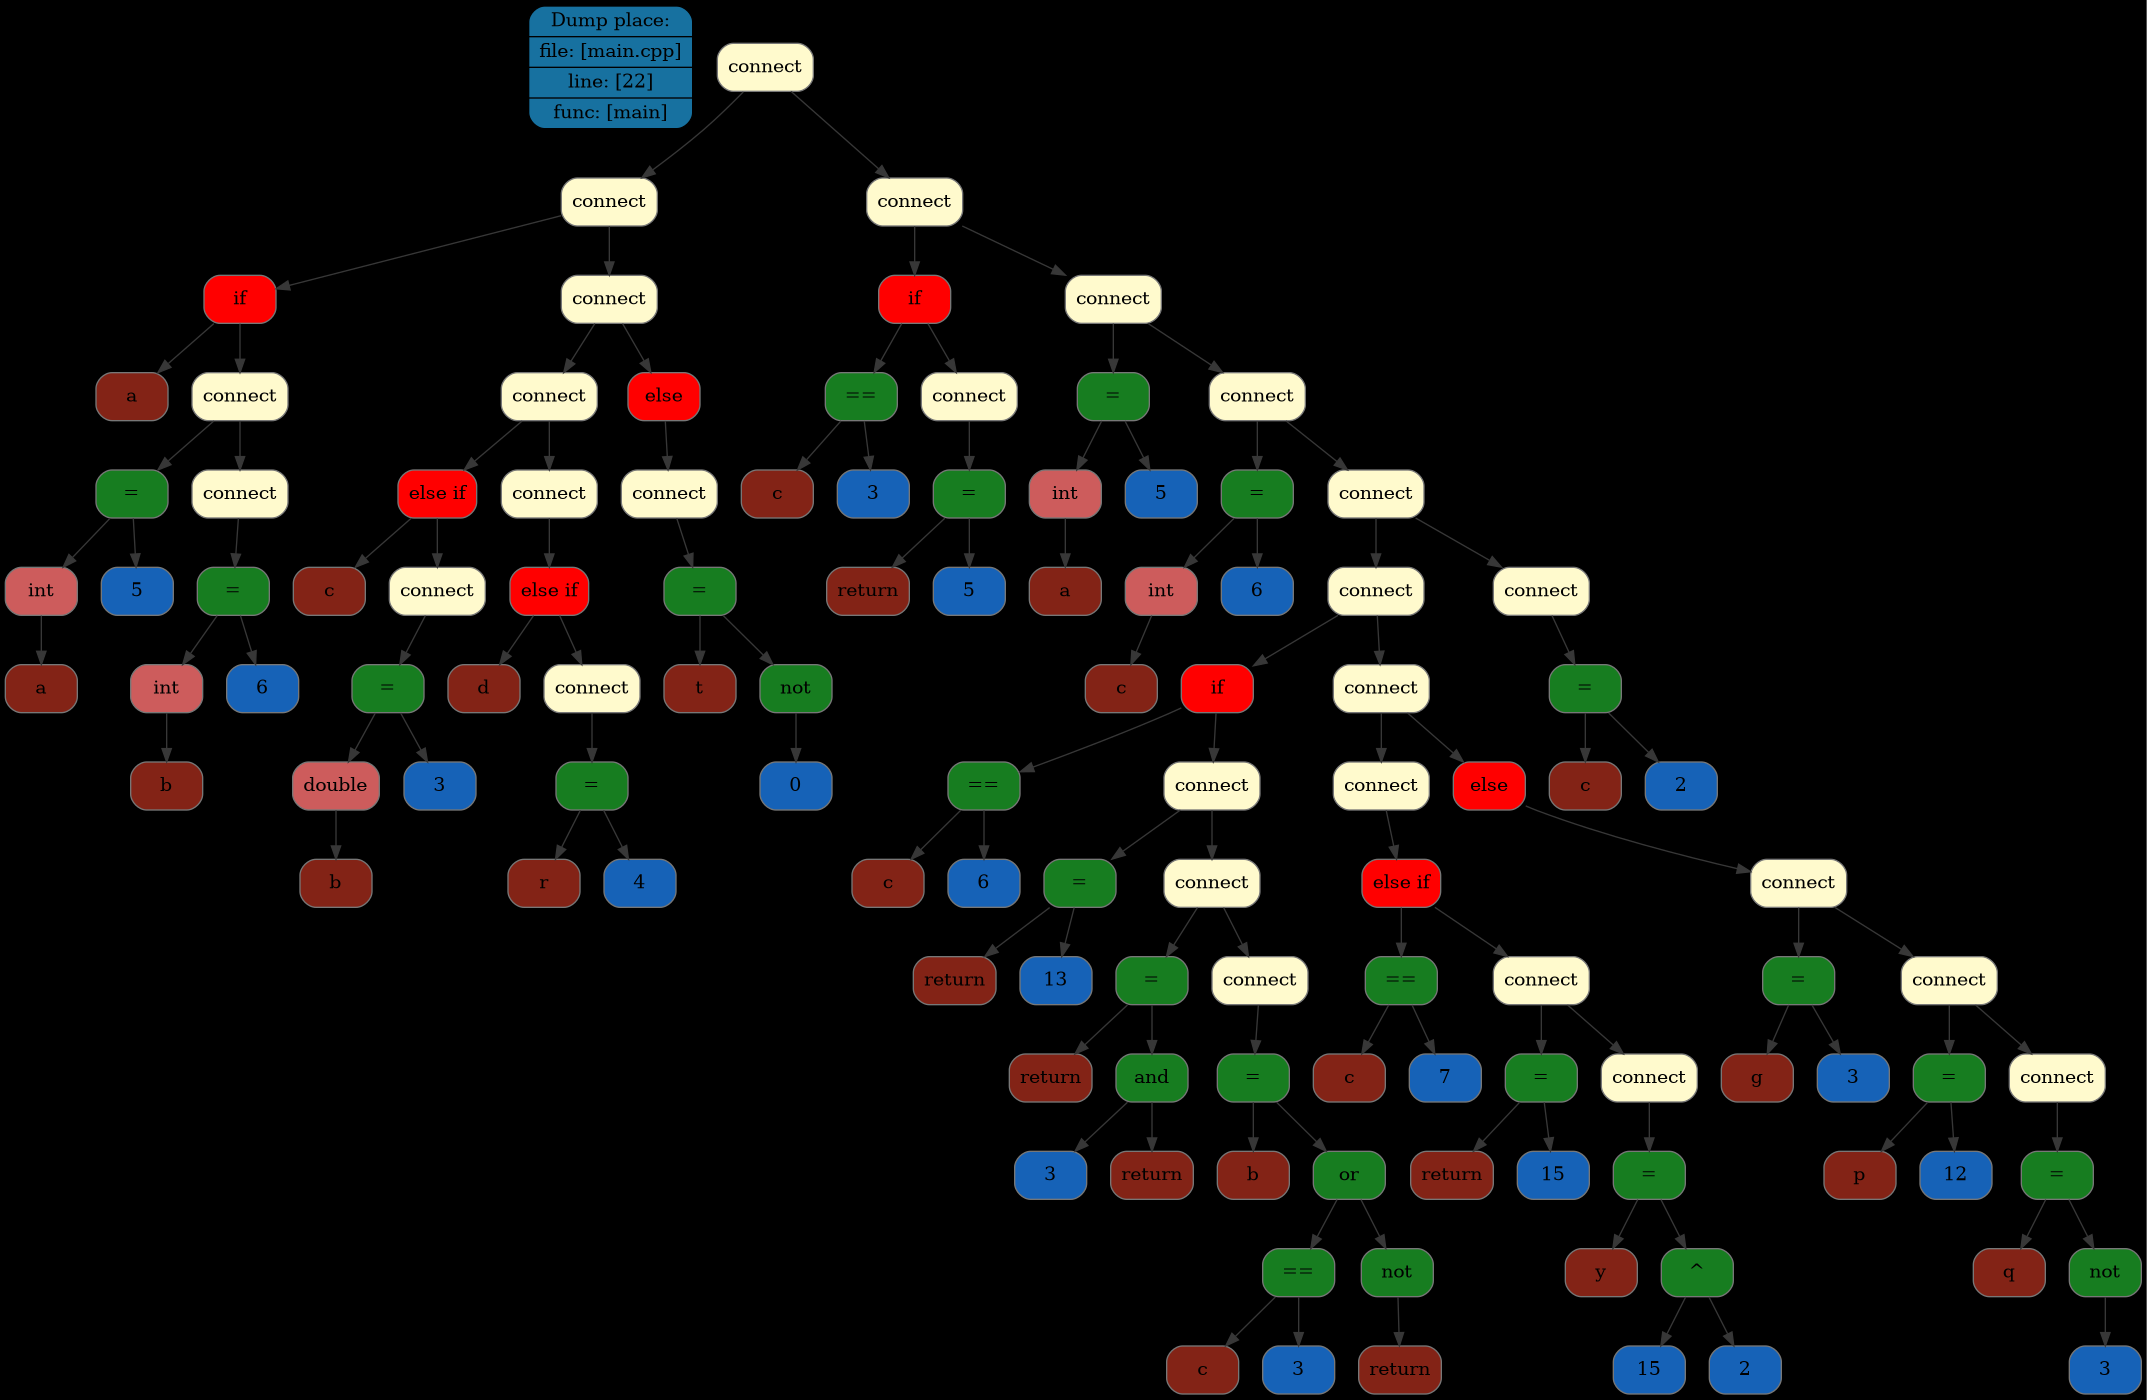 Dump place:
file: [main.cpp]
line: [22]
func: [main]
connect
connect connect
if connect if connect
a connect connect else == connect = connect
= connect else if connect connect c 3 = int 5 = connect
int 5 = c connect else if = return 5 a int 6 connect connect
a int 6 = d connect t not c if connect =
b double 3 = 0 == connect connect else c 2
b r 4 c 6 = connect else if connect
return 13 = connect == connect = connect
return and = c 7 = connect g 3 = connect
3 return b or return 15 = p 12 =
== not y ^ q not
c 3 return 15 2 3